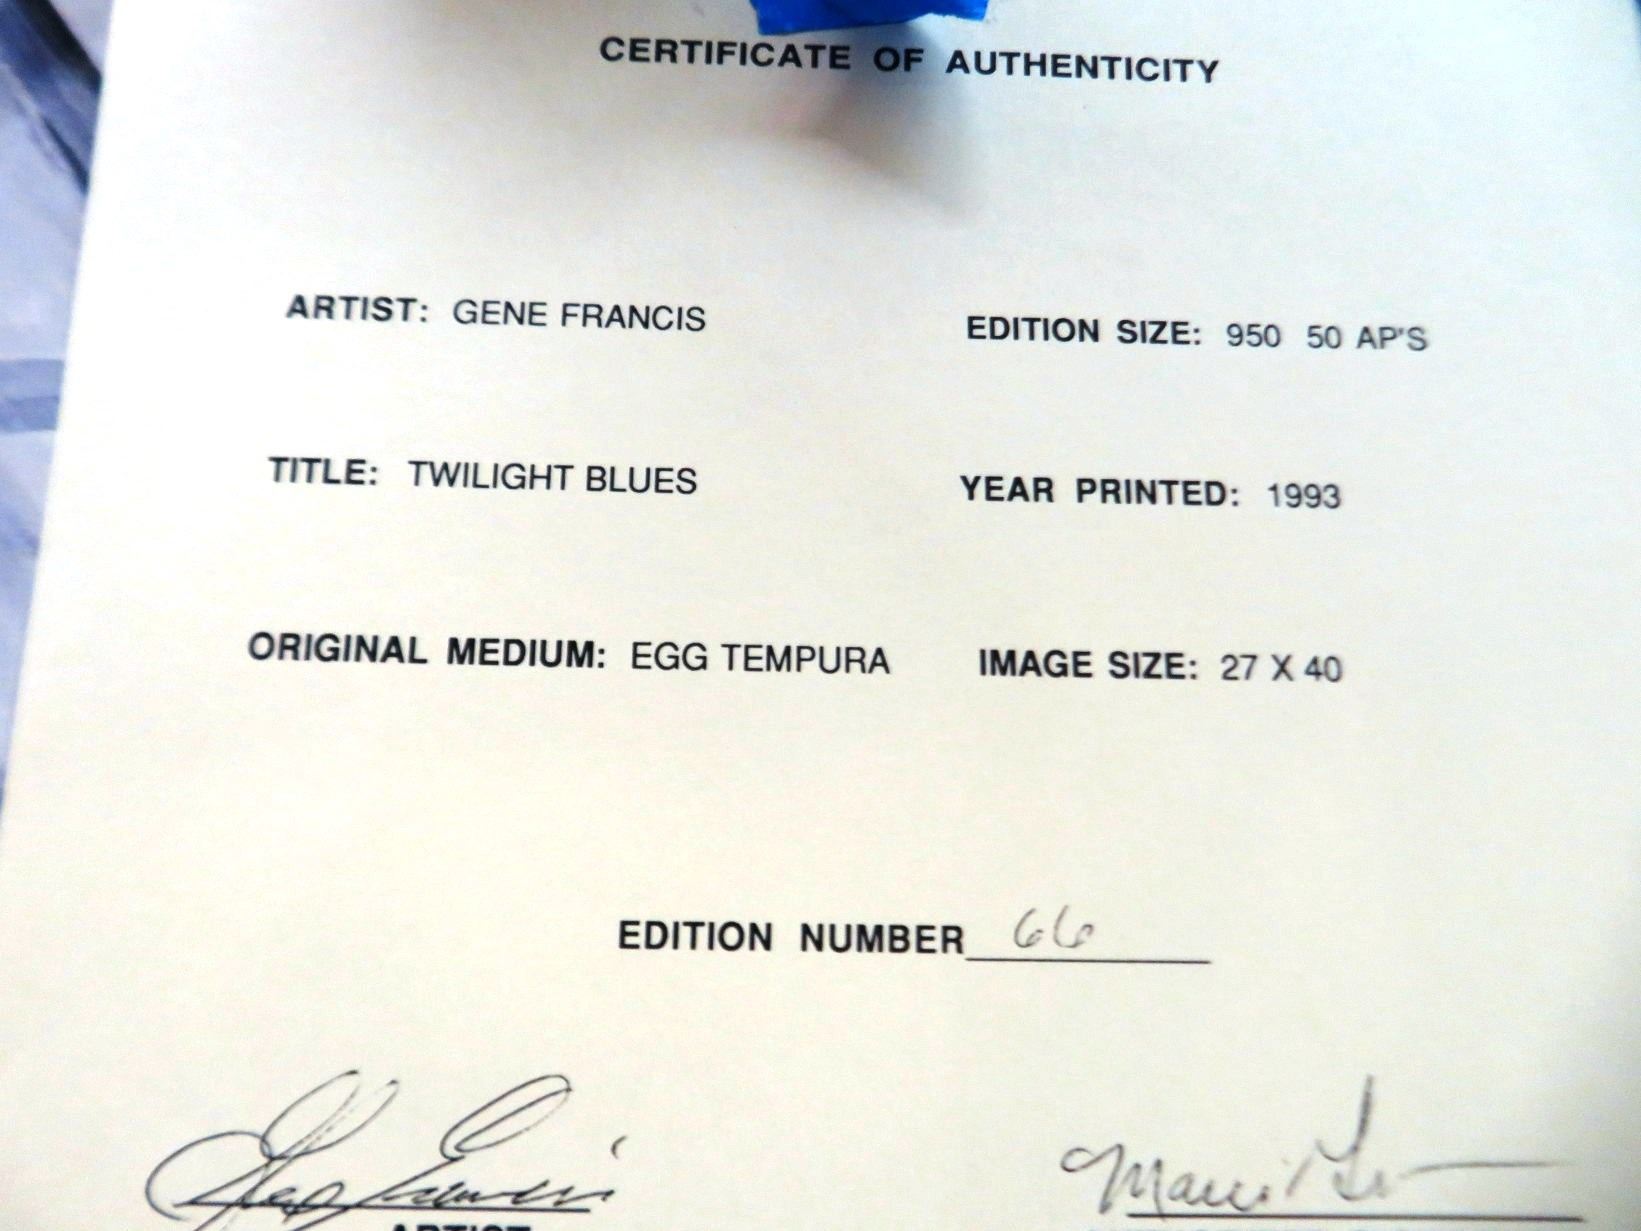 CERTIFICATE OF AUTHENTICITY
ARTIST: GENE FRANCIS
EDITION SIZE: 950 50 AP'S
TITLE: TWILIGHT BLUES
YEAR PRINTED: 1993
ORIGINAL MEDIUM: EGG TEMPURA
IMAGE SIZE: 27 X 40
EDITION NUMBER 66
ARTIST